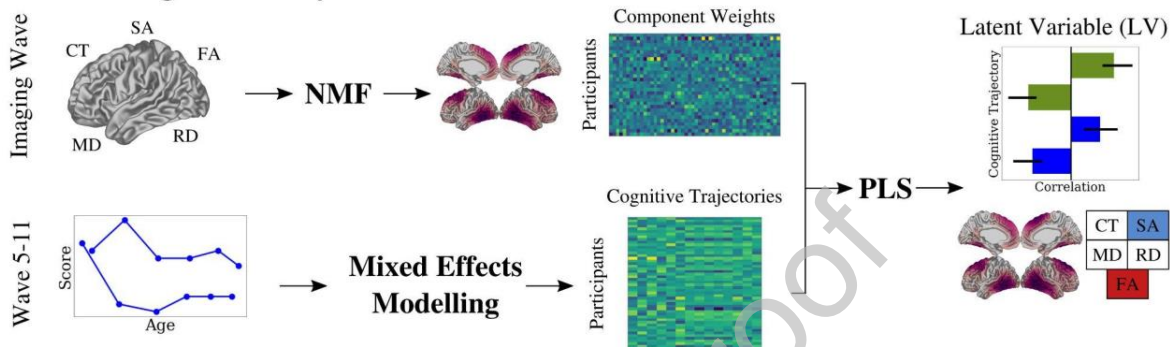 Imaging Wave
SA
CT
FA
MD
RD
NMF
Component Weights
Participants
Latent Variable (LV)
Cognitive Trajectory
Correlation
PLS
Wave 5-11
Score
Age
Mixed Effects
Modelling
Cognitive Trajectories
Participants
CT SA
MD RD
FA